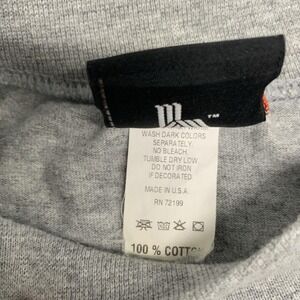 TM
WASH DARK COLORS
SEPARATELY.
NO BLEACH.
TUMBLE DRY LOW
DO NOT IRON
IF DECORATED
MADE IN U.S.A.
RN 72199
100 % COTTON